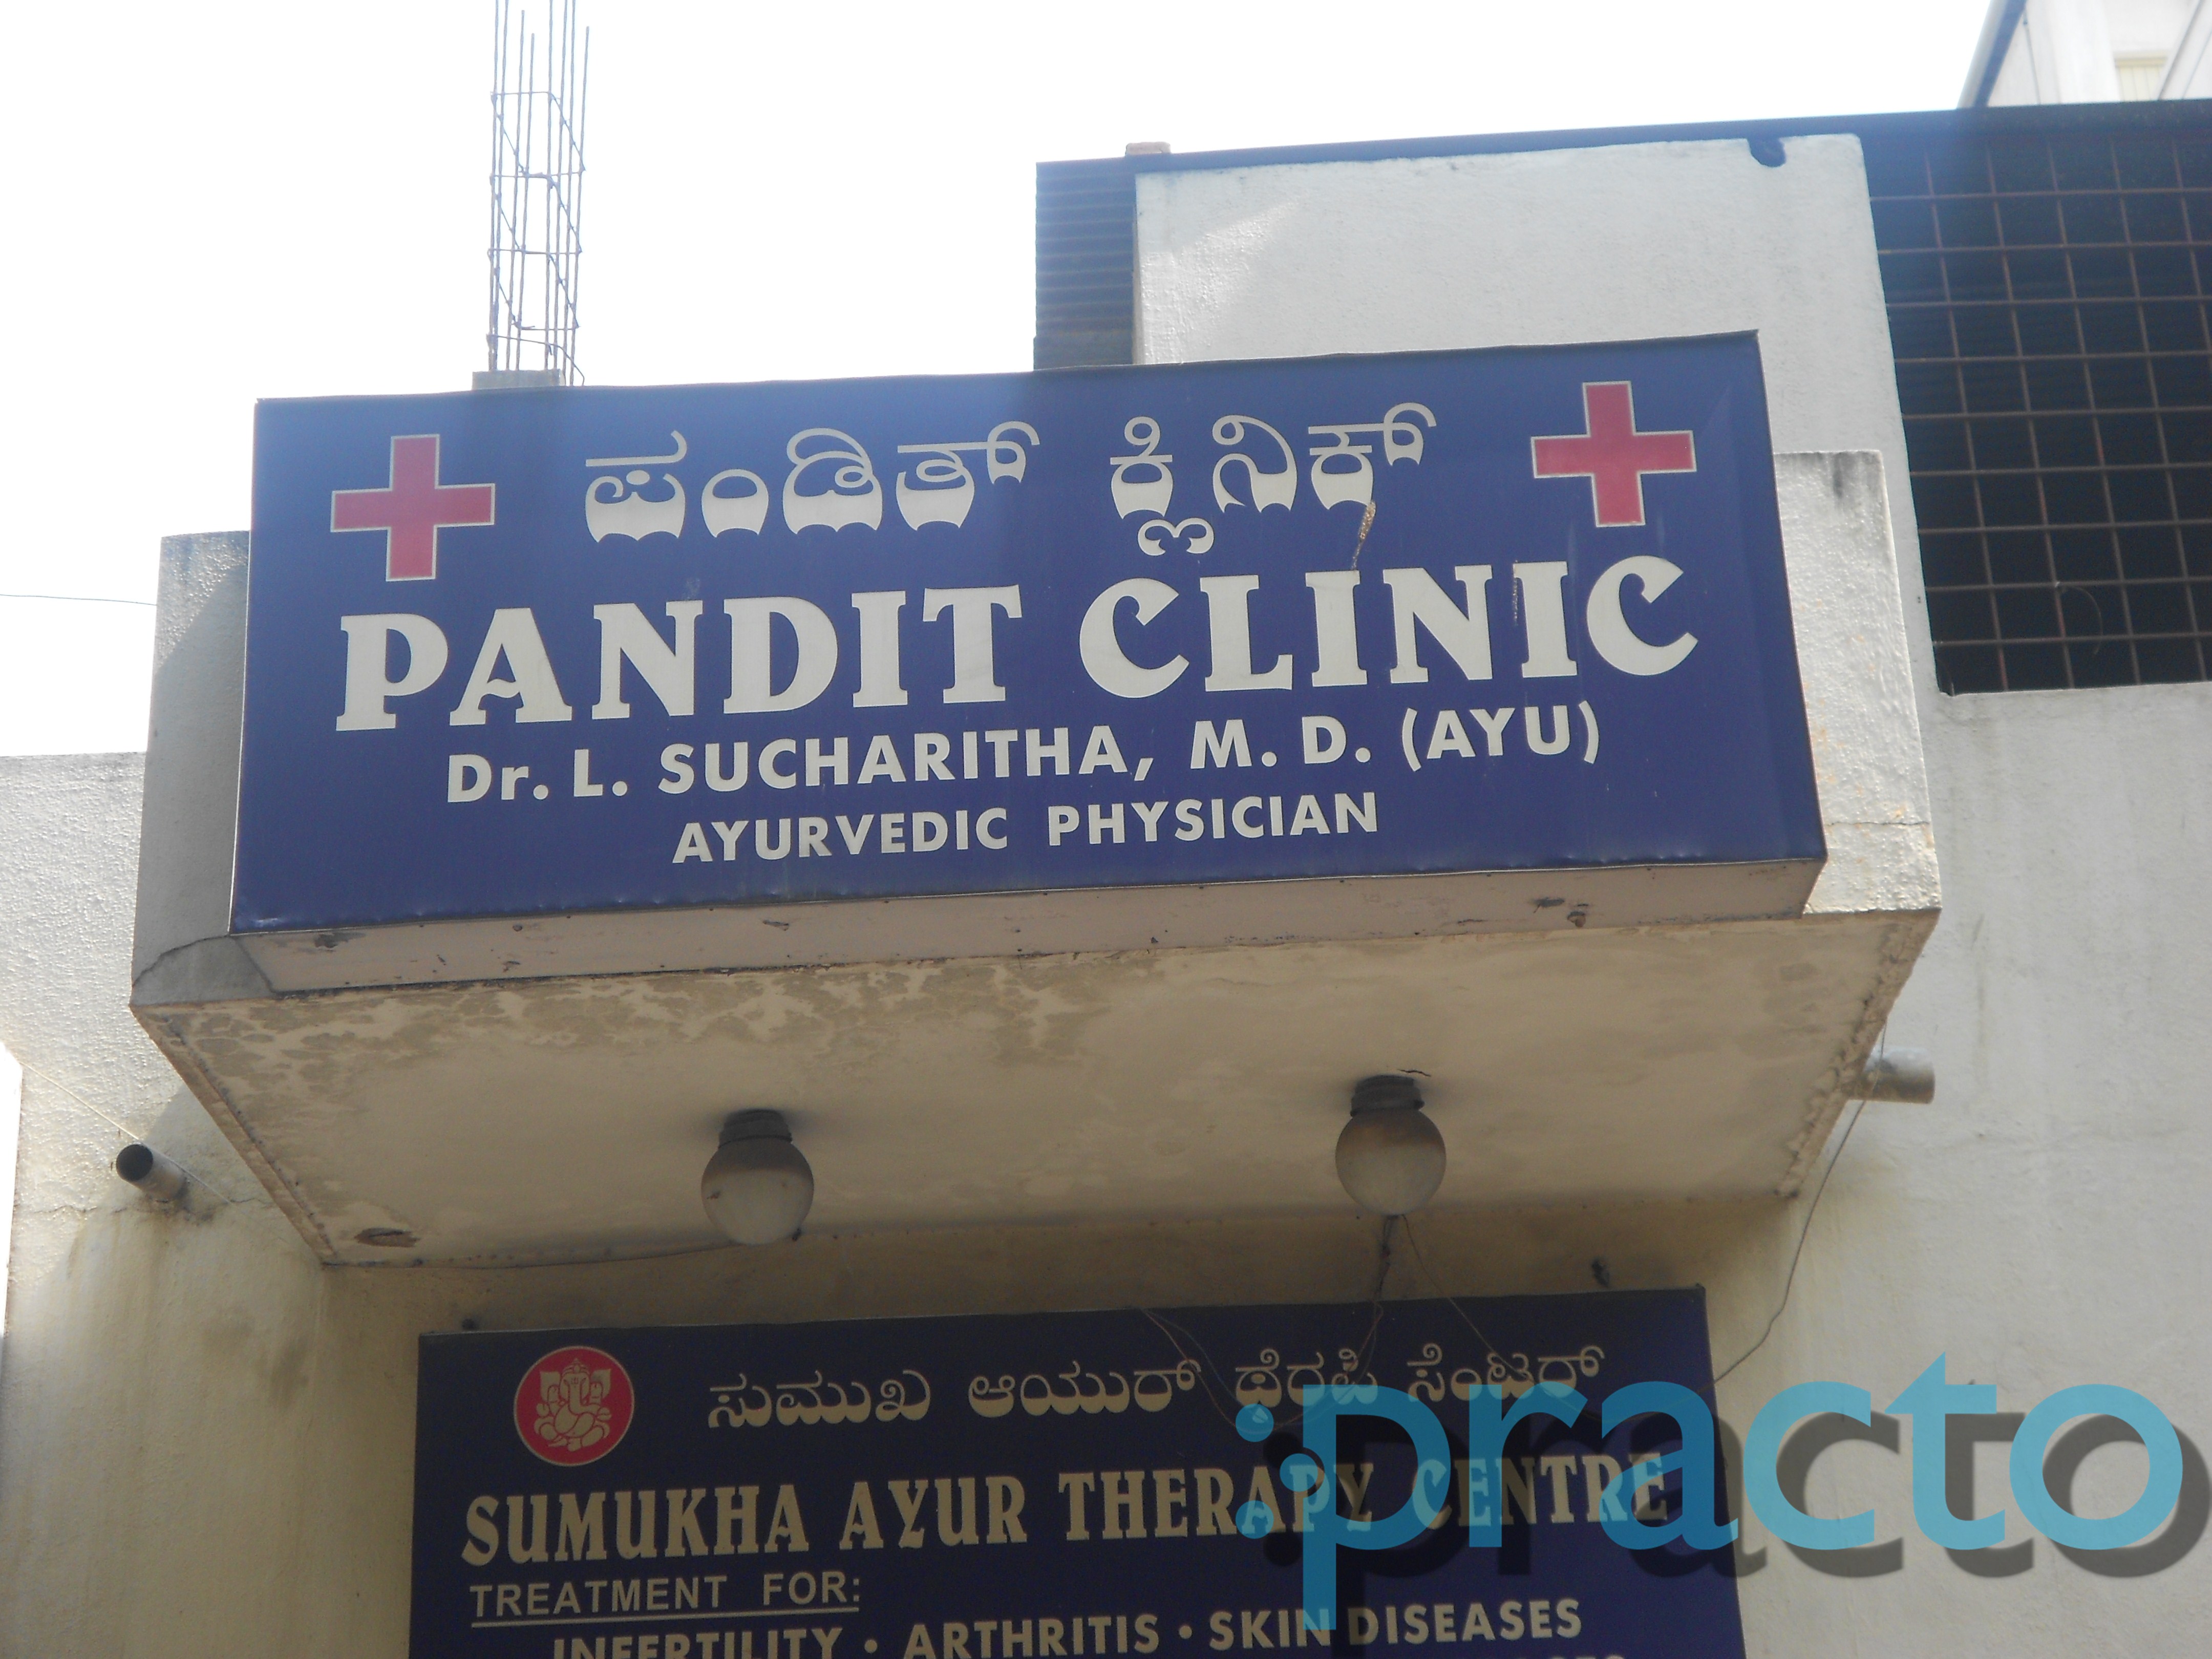 ಪಂಡಿತ್ ಕ್ಲಿನಿಕ್
PANDIT CLINIC
Dr. L. SUCHARITHA, M. D. (AYU)
AYURVEDIC PHYSICIAN
ಸುಮುಖ ಆಯುರ್ ಥೆರಪಿ ಸೆಂಟರ್
SUMUKHA AYUR THERAPY CENTRE
TREATMENT FOR:
INFERTILITY • ARTHRITIS • SKIN DISEASES
:practo